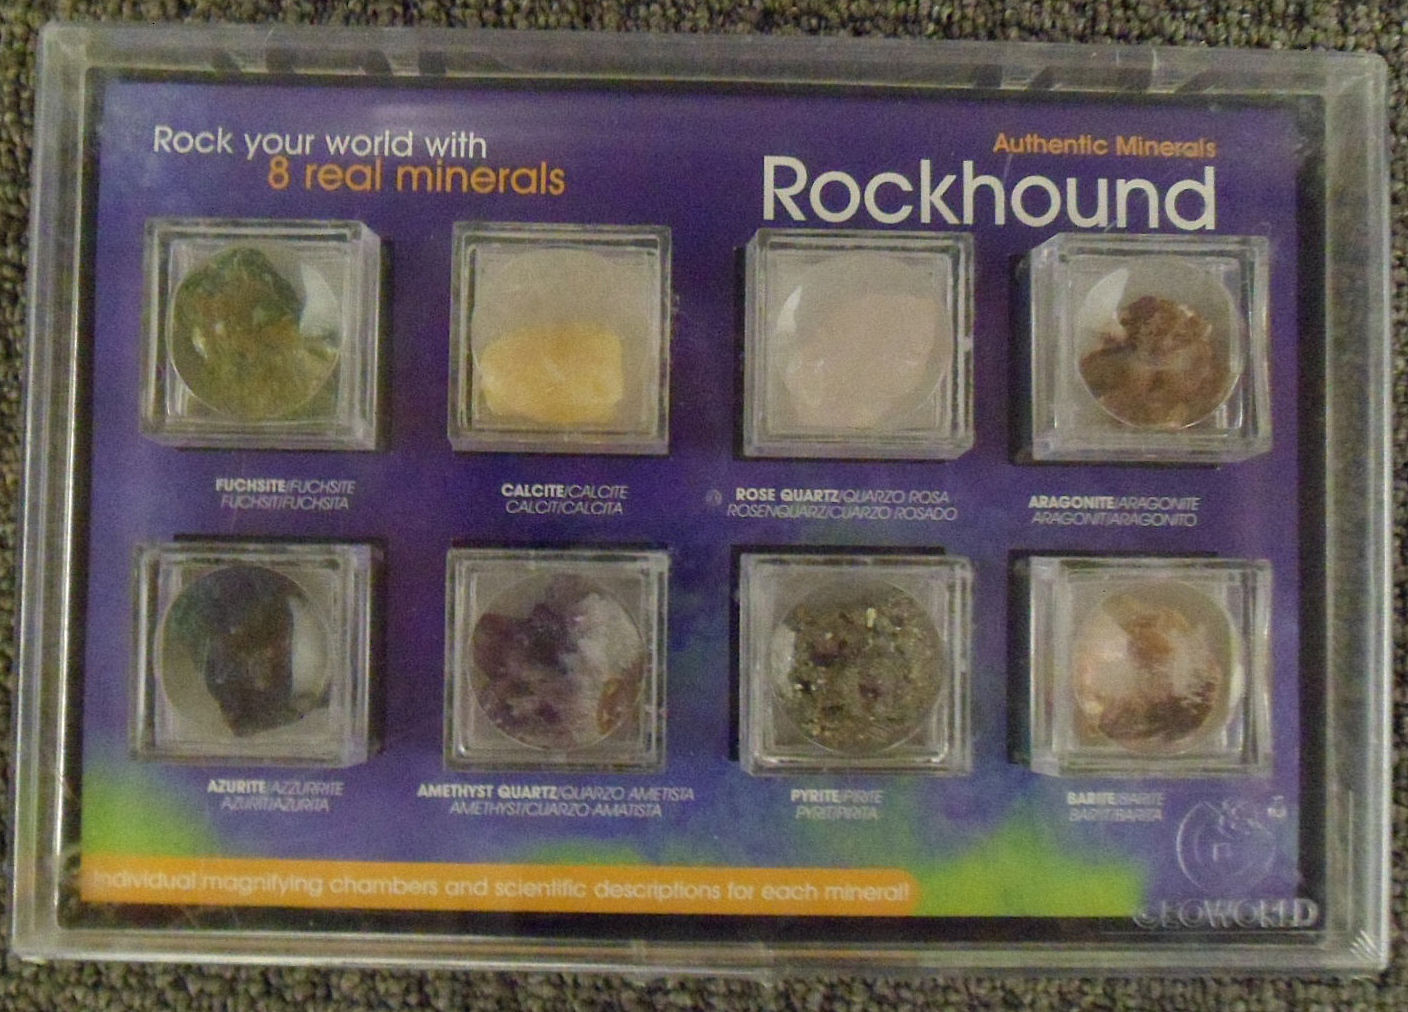 Rock your world with
8 real minerals
Authentic Minerals
Rockhound
FUCHSITE/FUCHSITE
FUCHSIT/FUCHSITA
CALCITE/CALCITE
CALCIT/CALCITA
ROSE QUARTZ/QUARZO ROSA
ROSENQUARZ/CUARZO ROSADO
ARAGONITE/ARAGONITE
ARAGONIT/ARAGONITO
AZURITE/AZZURRITE
AZURIT/AZURITA
AMETHYST QUARTZ/QUARZO AMETISTA
AMETHYST/CUARZO AMATISTA
PYRITE/PIRITE
PYRIT/PIRITA
BARITE/BARITE
BARIT/BARITA
Individual magnifying chambers and scientific descriptions for each mineral!
GEOWORLD